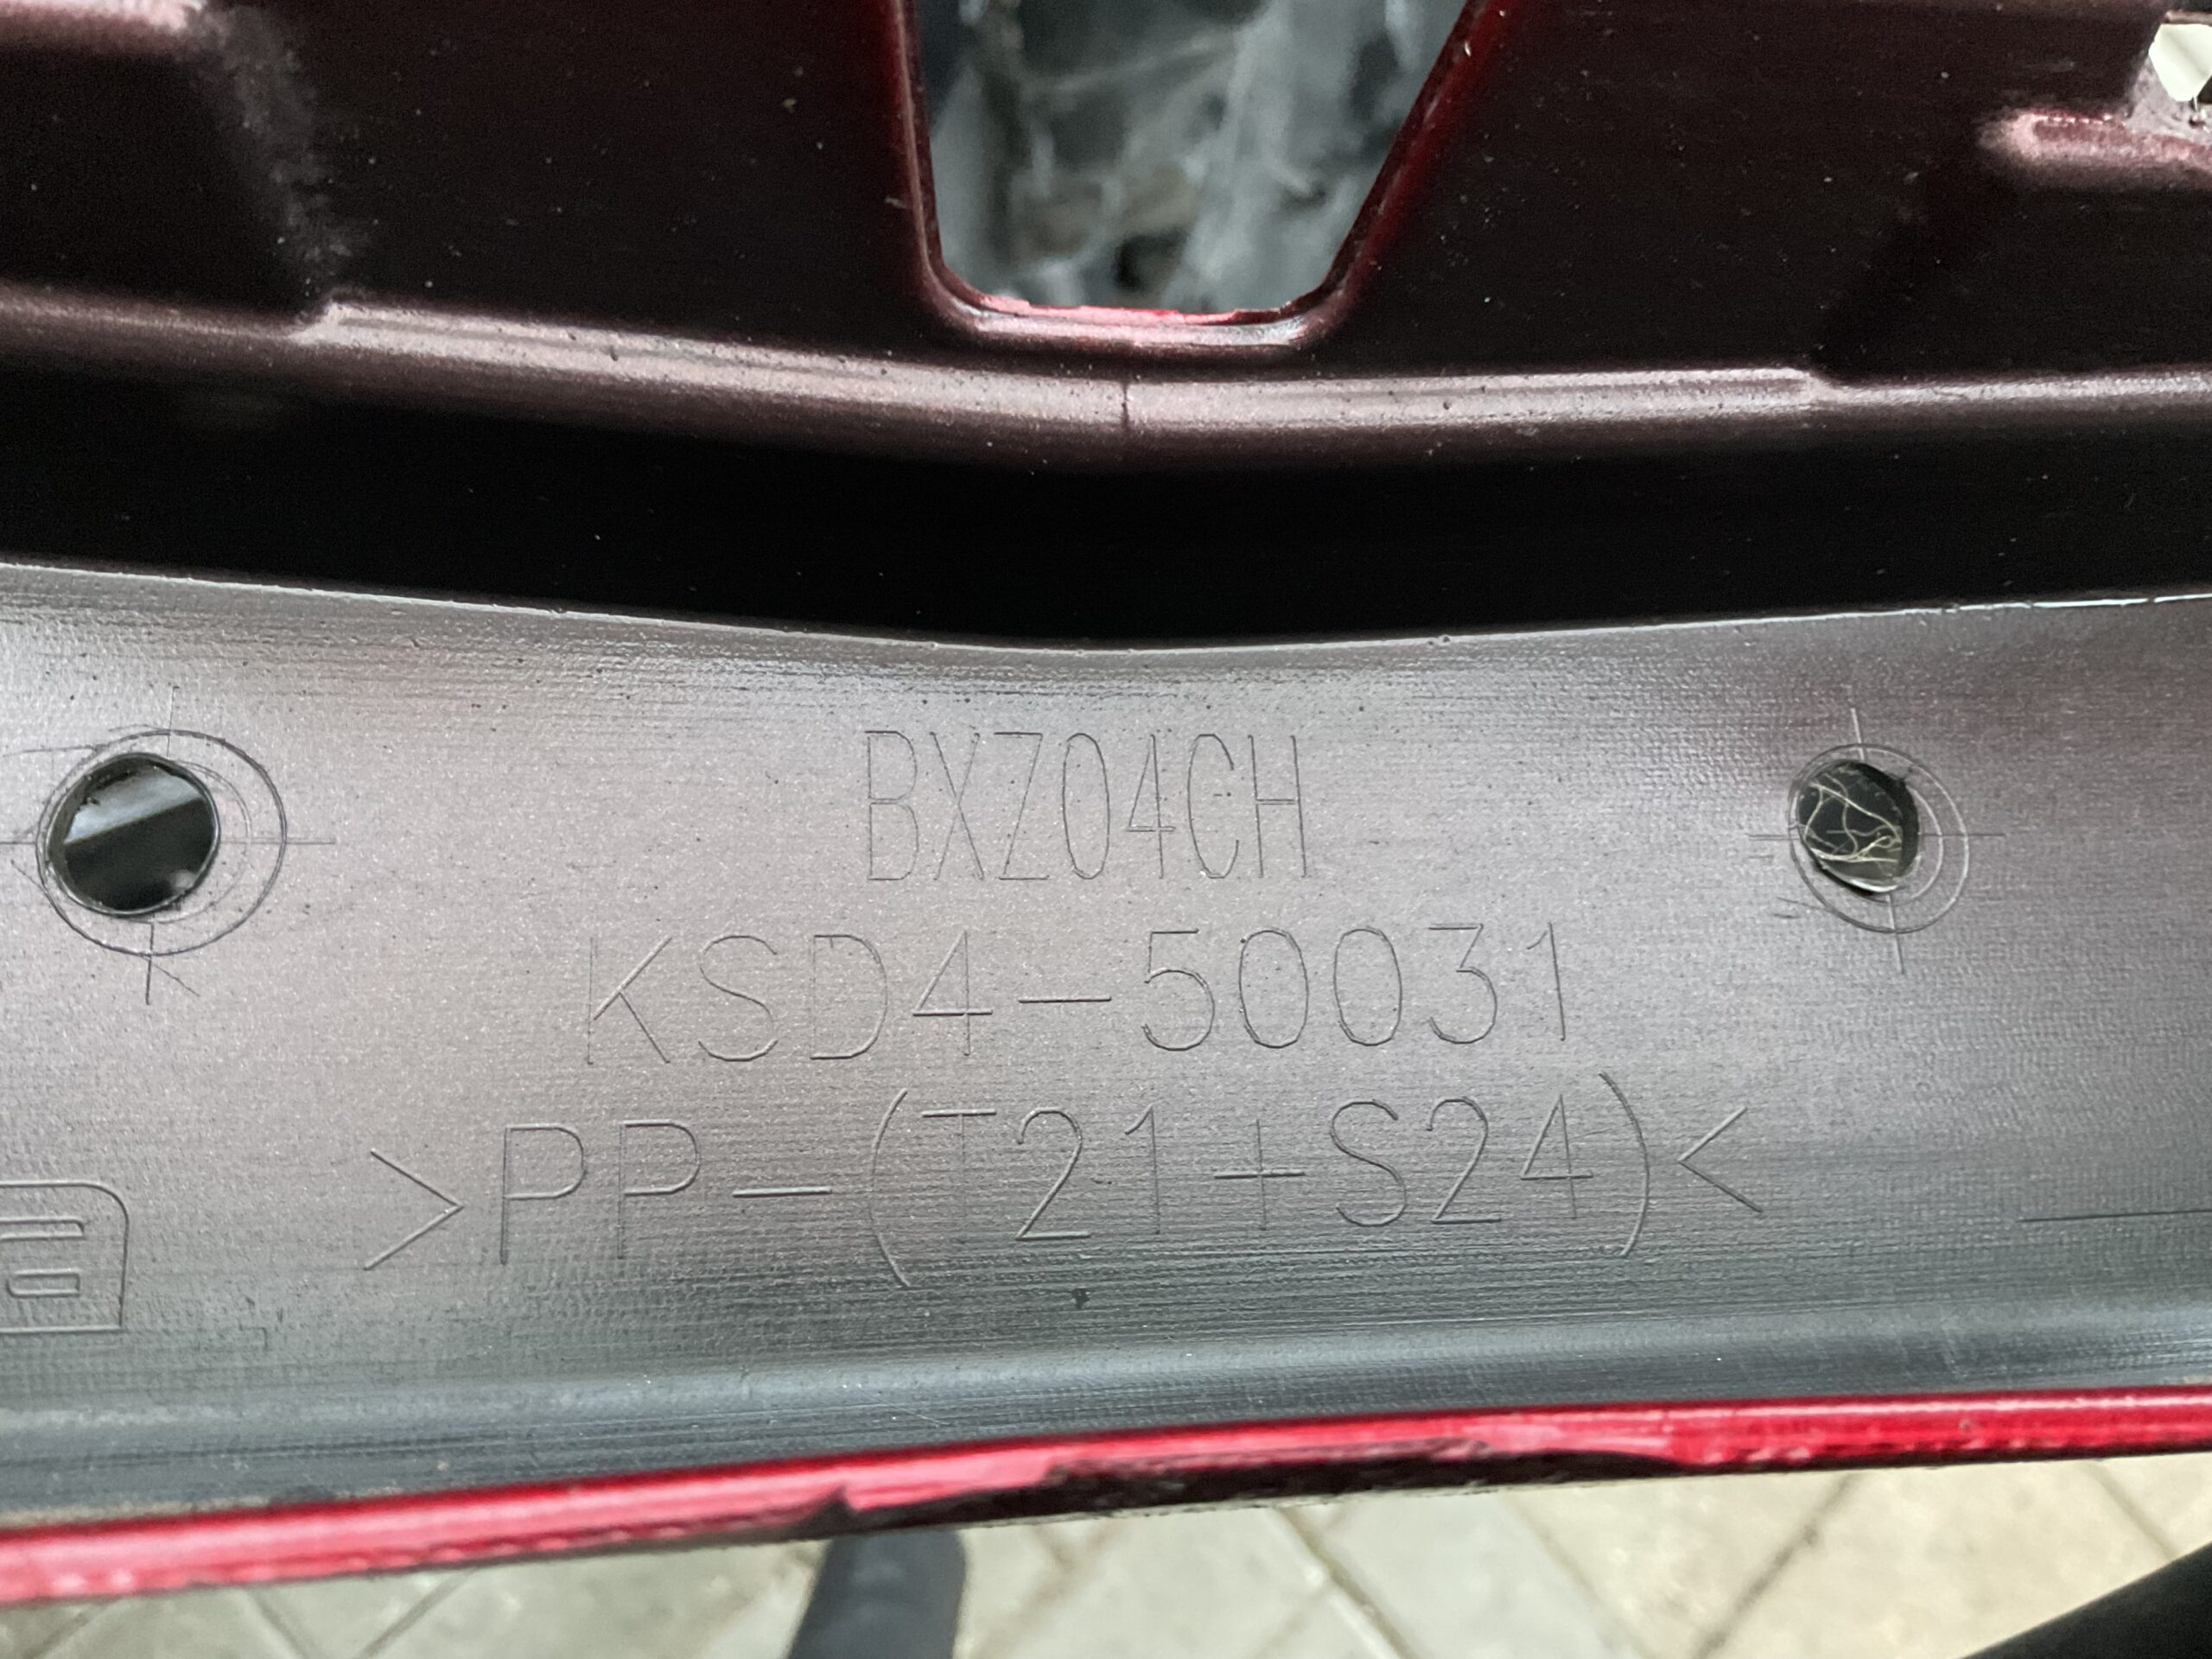 BXZ04CH
KSD4-50031
>PP-(T21+S24)<